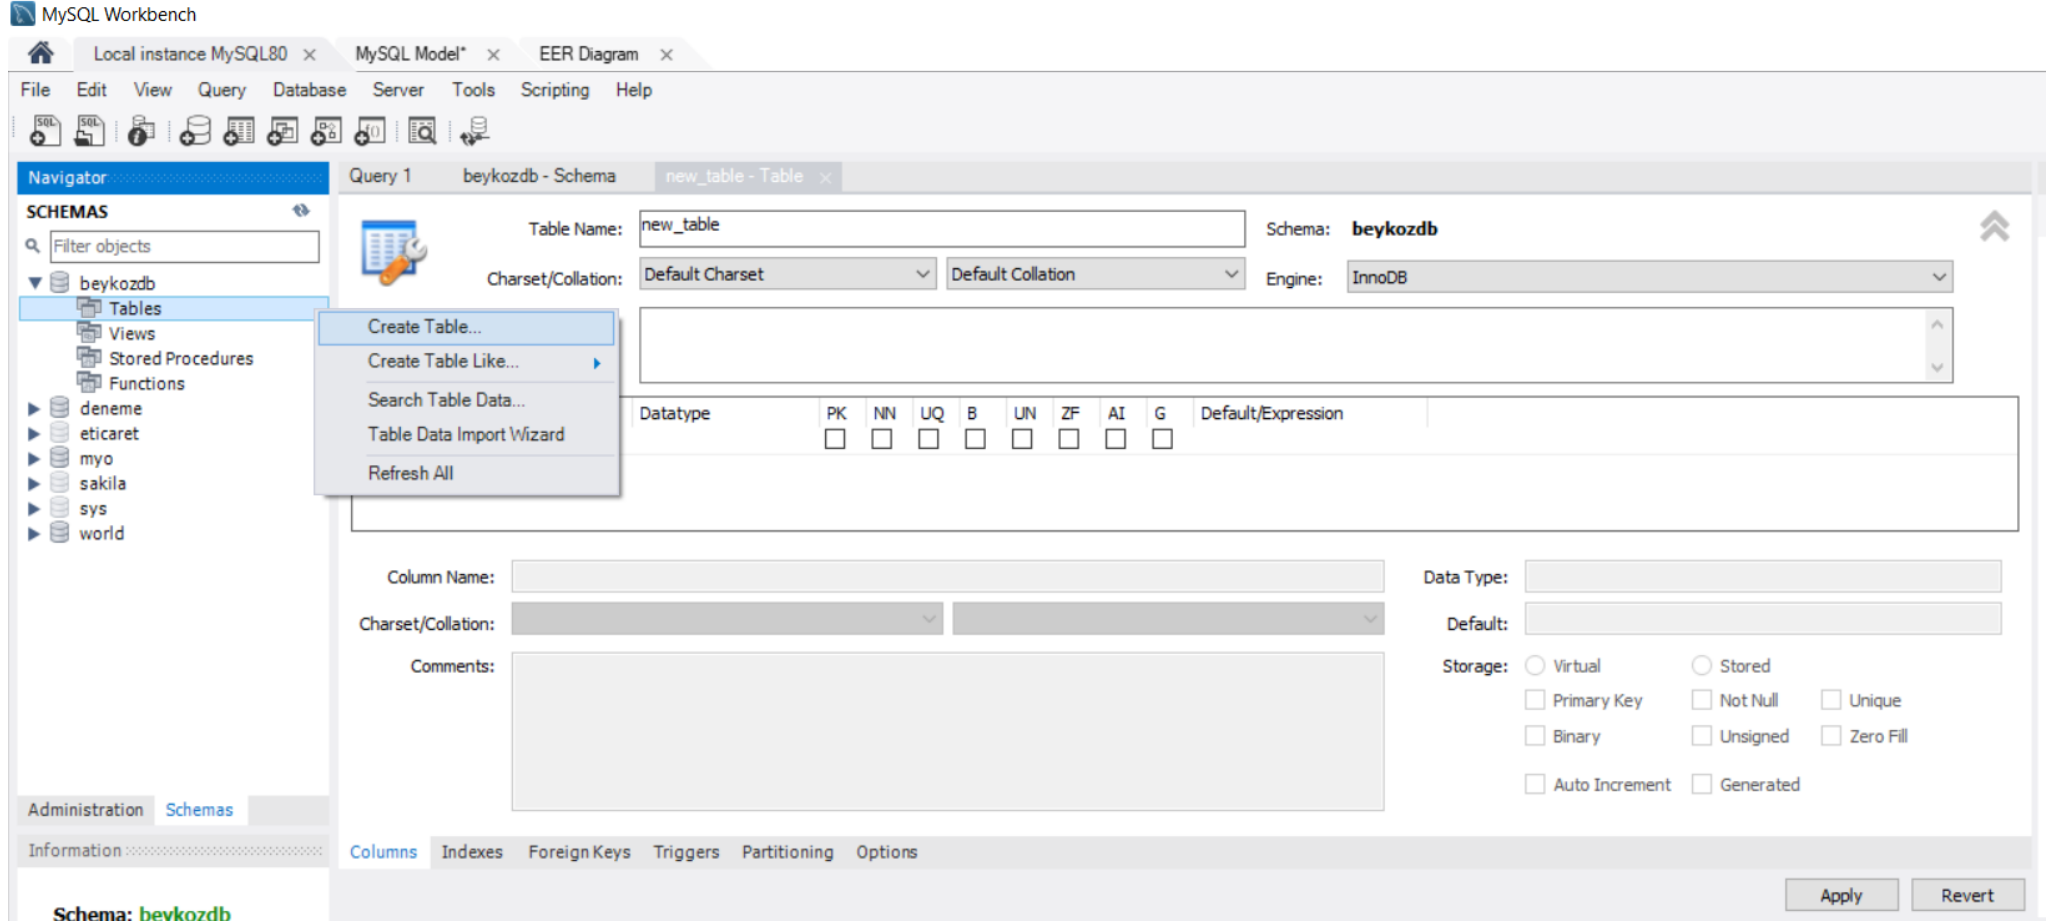 MySQL Workbench
Local instance MySQL80 MySQL Model* EER Diagram
File Edit View Query Database Server Tools Scripting Help
Navigator
SCHEMAS
Filter objects
beykozdb
Tables
Views
Stored Procedures
Functions
deneme
eticaret
myo
sakila
sys
world
Administration Schemas
Information
Schema: beykozdb
Query 1 beykozdb - Schema new_table - Table
Table Name: new_table Schema: beykozdb
Charset/Collation: Default Charset Default Collation Engine: InnoDB
Create Table...
Create Table Like...
Search Table Data...
Table Data Import Wizard
Refresh All
Datatype PK NN UQ B UN ZF AI G Default/Expression
Column Name: Data Type:
Charset/Collation: Default:
Comments: Storage: Virtual Stored
Primary Key Not Null Unique
Binary Unsigned Zero Fill
Auto Increment Generated
Columns Indexes Foreign Keys Triggers Partitioning Options
Apply Revert